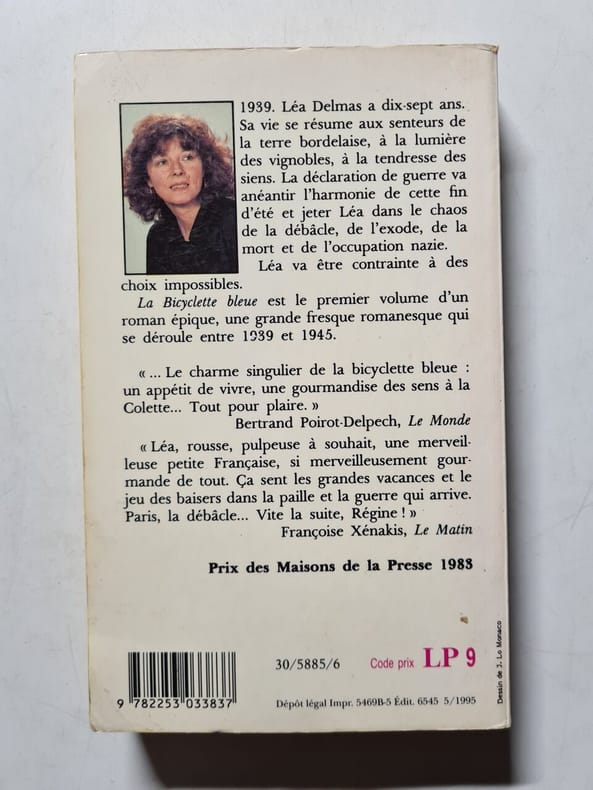 1939. Léa Delmas a dix-sept ans.
Sa vie se résume aux senteurs de
la terre bordelaise, à la lumière
des vignobles, à la tendresse des
siens. La déclaration de guerre va
anéantir l'harmonie de cette fin
d'été et jeter Léa dans le chaos
de la débâcle, de l'exode, de la
mort et de l'occupation nazie.
Léa va être contrainte à des
choix impossibles.
La Bicyclette bleue est le premier volume d'un
roman épique, une grande fresque romanesque qui
se déroule entre 1939 et 1945.
« ... Le charme singulier de la bicyclette bleue :
un appétit de vivre, une gourmandise des sens à la
Colette... Tout pour plaire. »
Bertrand Poirot-Delpech, Le Monde
« Léa, rousse, pulpeuse à souhait, une merveil-
leuse petite Française, si merveilleusement gour-
mande de tout. Ça sent les grandes vacances et le
jeu des baisers dans la paille et la guerre qui arrive.
Paris, la débâcle... Vite la suite, Régine ! »
Françoise Xénakis, Le Matin
Prix des Maisons de la Presse 1983
30/5885/6 Code prix LP 9
9 782253 033837
Dépôt légal Impr. 5469B-5 Édit. 6545 5/1995
Dessin de J. Lo Monaco